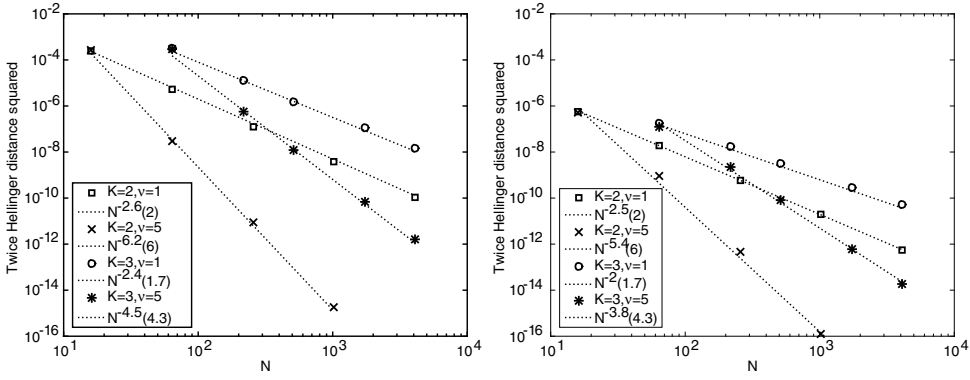 Twice Hellinger distance squared
10^-2
10^-4
10^-6
10^-8
10^-10
10^-12
10^-14
10^-16
K=2,ν=1
N^-2.6(2)
K=2,ν=5
N^-6.2(6)
K=3,ν=1
N^-2.4(1.7)
K=3,ν=5
N^-4.5(4.3)
10^1
10^2
10^3
10^4
N
Twice Hellinger distance squared
10^-2
10^-4
10^-6
10^-8
10^-10
10^-12
10^-14
10^-16
K=2,ν=1
N^-2.5(2)
K=2,ν=5
N^-5.4(6)
K=3,ν=1
N^-2(1.7)
K=3,ν=5
N^-3.8(4.3)
10^1
10^2
10^3
10^4
N